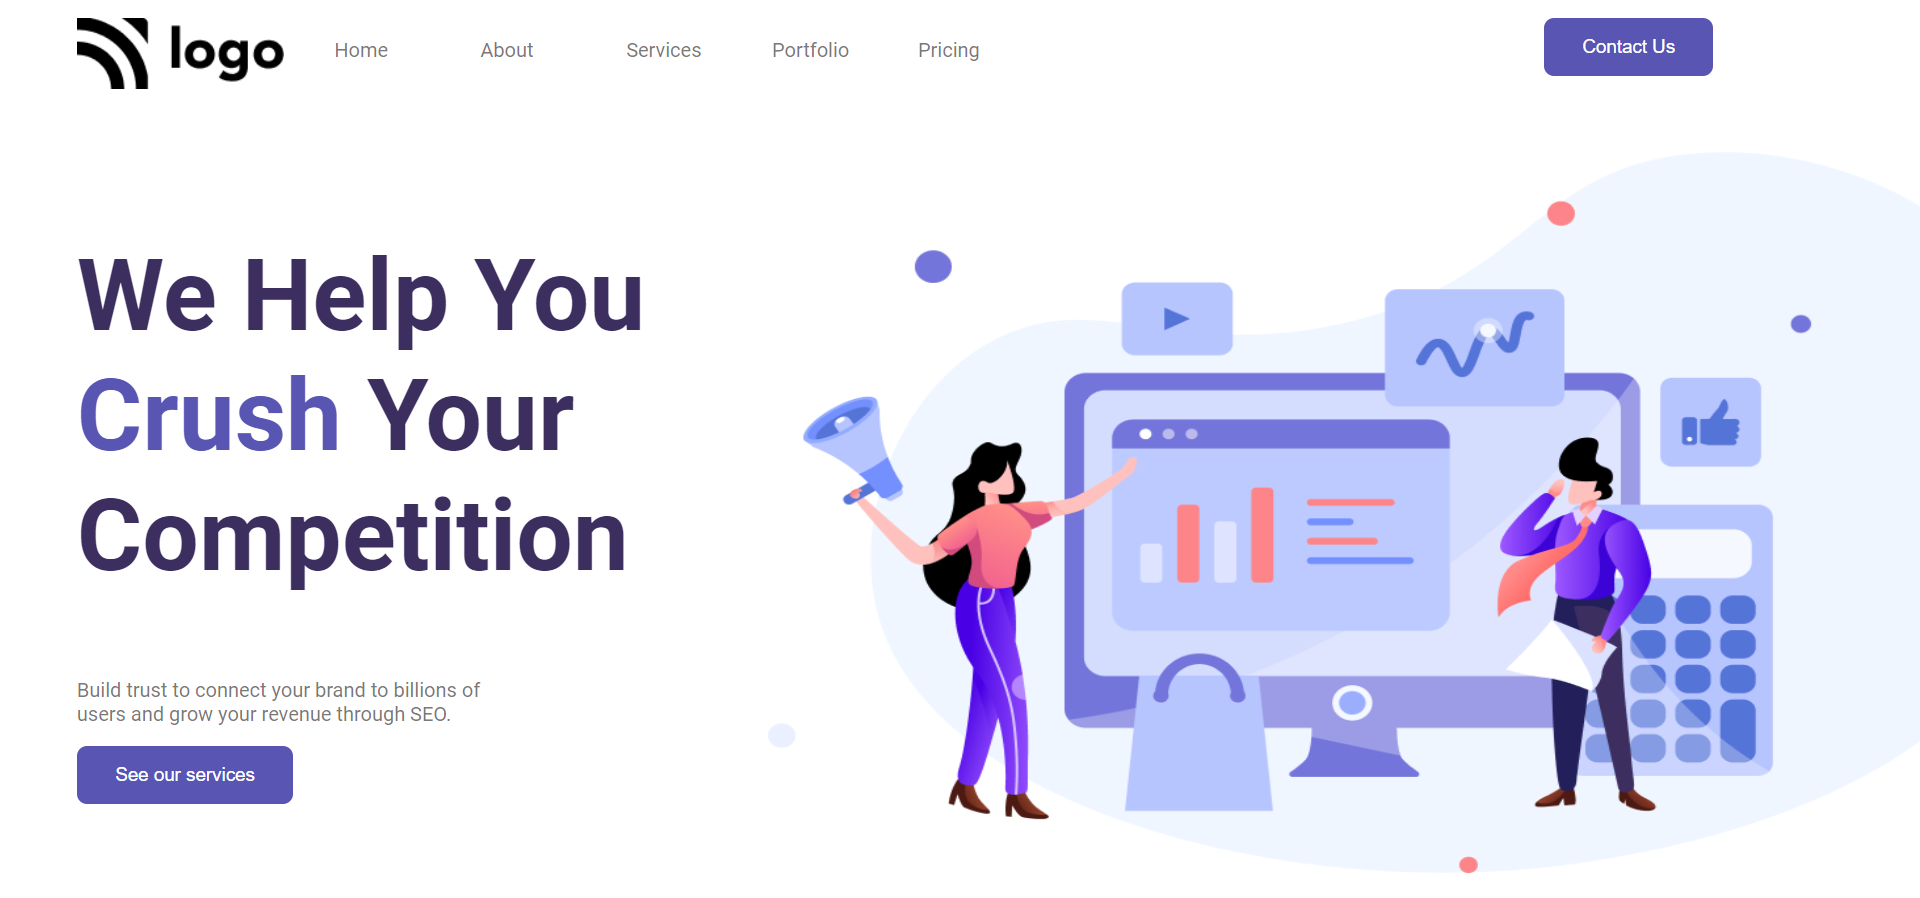 logo
Home
About
Services
Portfolio
Pricing
Contact Us
We Help You
Crush Your
Competition
Build trust to connect your brand to billions of
users and grow your revenue through SEO.
See our services